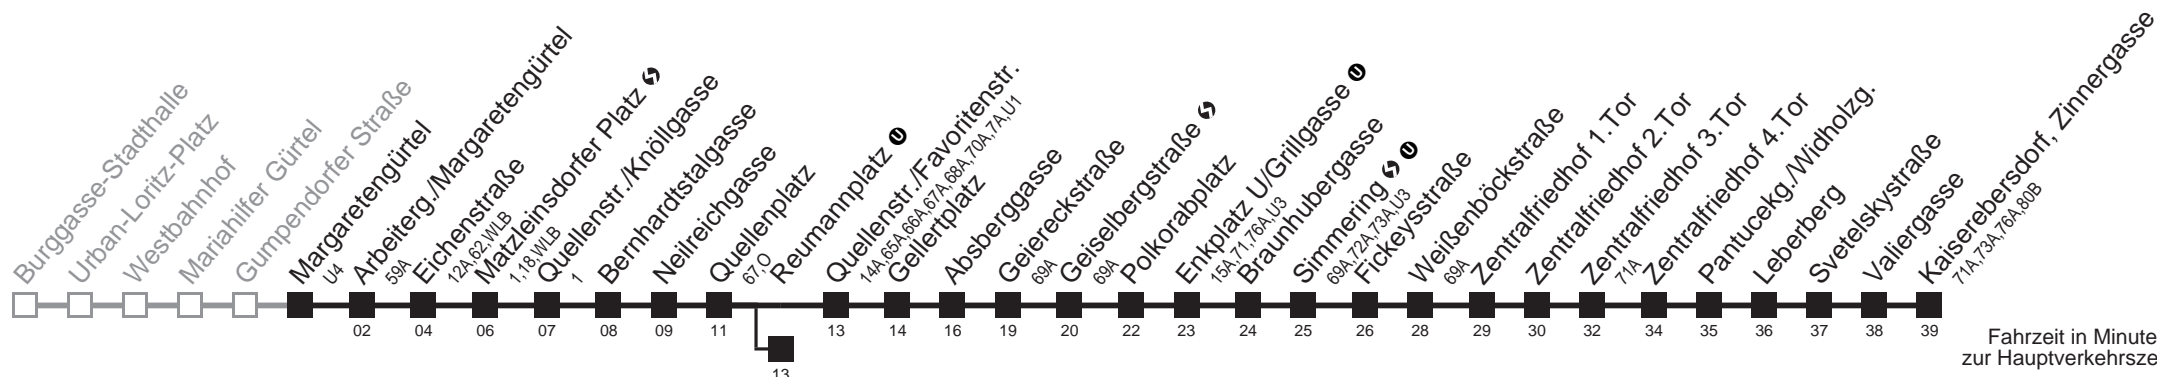 Burggasse-Stadthalle
Urban-Loritz-Platz
Westbahnhof
Mariahilfer Gürtel
Gumpendorfer Straße
Margaretengürtel
U4
Arbeiterg./Margaretengürtel
59A
Eichenstraße
12A,62,WLB
Matzleinsdorfer Platz
1,18,WLB
Quellenstr./Knöllgasse
1
Bernhardtstalgasse
Neilreichgasse
Quellenplatz
67,O
Reumannplatz U
Quellenstr./Favoritenstr.
14A,65A,66A,67A,68A,70A,7A,U1
Gellertplatz
Absberggasse
Geiereckstraße
69A
Geiselbergstraße
69A
Polkorabplatz
Enkplatz U/Grillgasse U
15A,71,76A,U3
Braunhubergasse
Simmering U
69A,72A,73A,U3
Fickeysstraße
Weißenböckstraße
69A
Zentralfriedhof 1.Tor
Zentralfriedhof 2.Tor
Zentralfriedhof 3.Tor
71A
Zentralfriedhof 4.Tor
Pantucekg./Widholzg.
Leberberg
Svetelskystraße
Valiergasse
Kaiserebersdorf, Zinnergasse
71A,73A,76A,80B
02 04 06 07 08 09 11 13 14 16 19 20 22 23 24 25 26 28 29 30 32 34 35 36 37 38 39
13
Fahrzeit in Minute
zur Hauptverkehrsze